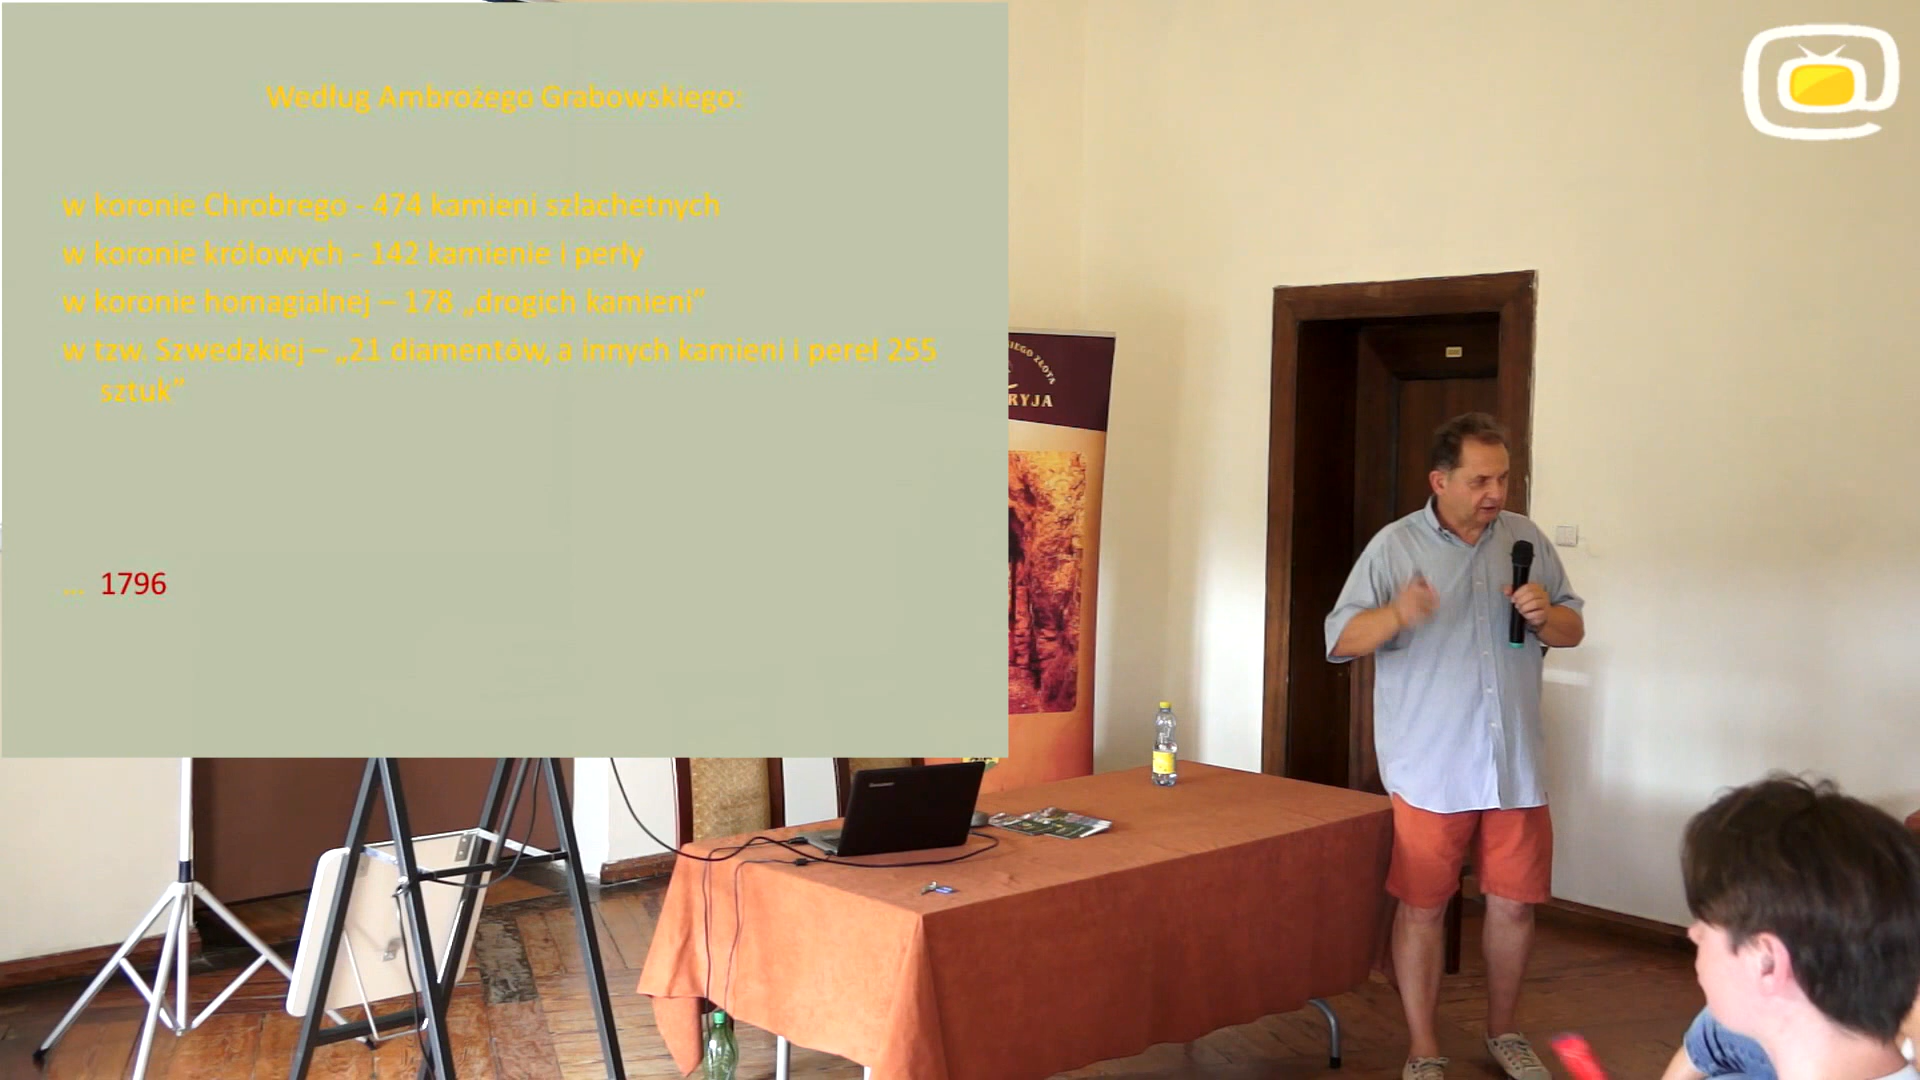 Według Ambrożego Grabowskiego:
w koronie Chrobrego - 474 kamieni szlachetnych
w koronie królowych - 142 kamienie i perły
w koronie homagialnej – 178 „drogich kamieni”
w tzw. Szwedzkiej – „21 diamentów, a innych kamieni i pereł 255
sztuk”
... 1796
RYJA